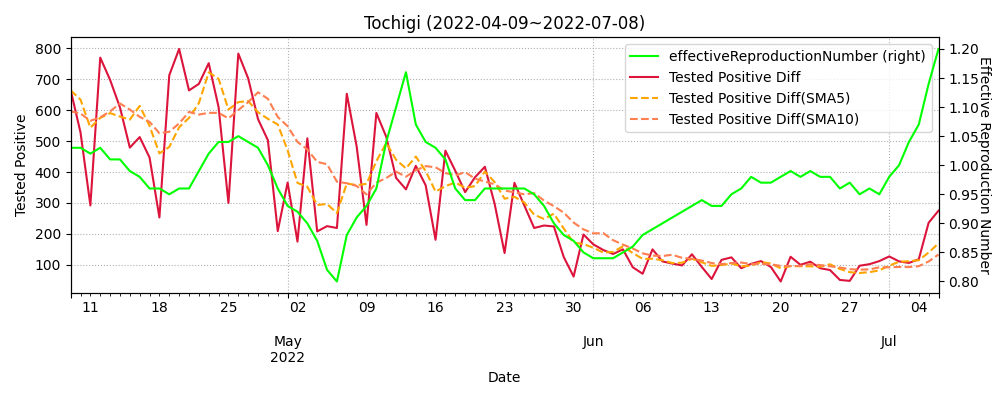 Tochigi (2022-04-09~2022-07-08)
effectiveReproductionNumber (right)
Tested Positive Diff
Tested Positive Diff(SMA5)
Tested Positive Diff(SMA10)
Tested Positive
800
700
600
500
400
300
200
100
1.20
1.15
1.10
1.05
1.00
0.95
0.90
0.85
0.80
Effective Reproduction Number
11 18 25 02 09 16 23 30 06 13 20 27 04
May Jun Jul
2022
Date